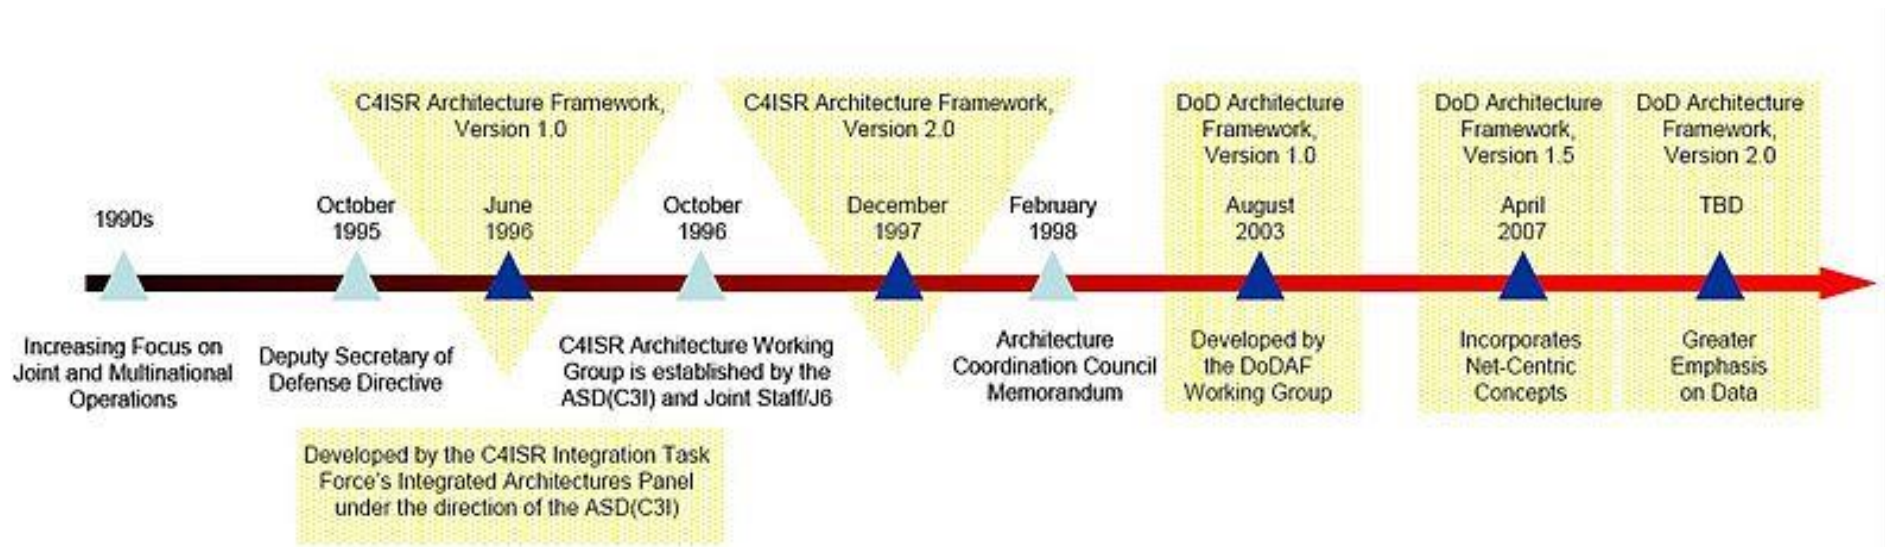 C4ISR Architecture Framework,
Version 1.0
C4ISR Architecture Framework,
Version 2.0
DoD Architecture
Framework,
Version 1.0
DoD Architecture
Framework,
Version 1.5
DoD Architecture
Framework,
Version 2.0
1990s
October
1995
June
1996
October
1996
December
1997
February
1998
August
2003
April
2007
TBD
Increasing Focus on
Joint and Multinational
Operations
Deputy Secretary of
Defense Directive
C4ISR Architecture Working
Group is established by the
ASD(C3I) and Joint Staff/J6
Architecture
Coordination Council
Memorandum
Developed by
the DoDAF
Working Group
Incorporates
Net-Centric
Concepts
Greater
Emphasis
on Data
Developed by the C4ISR Integration Task
Force's Integrated Architectures Panel
under the direction of the ASD(C3I)